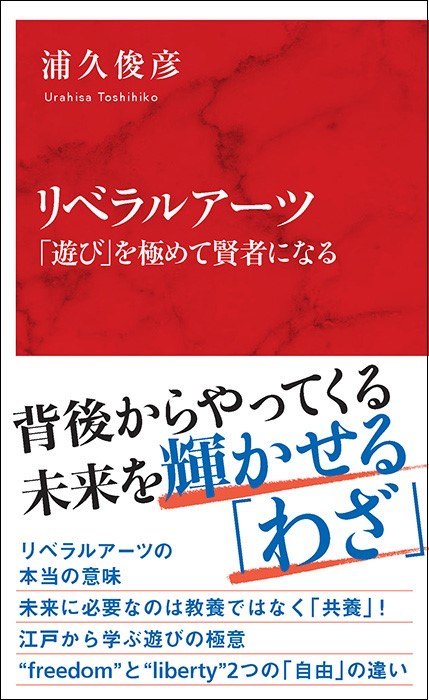 浦久俊彦
Urahisa Toshihiko
リベラルアーツ
「遊び」を極めて賢者になる
背後からやってくる
未来を輝かせる
「わざ」
リベラルアーツの
本当の意味
未来に必要なのは教養ではなく「共養」！
江戸から学ぶ遊びの極意
“freedom”と“liberty”2つの「自由」の違い